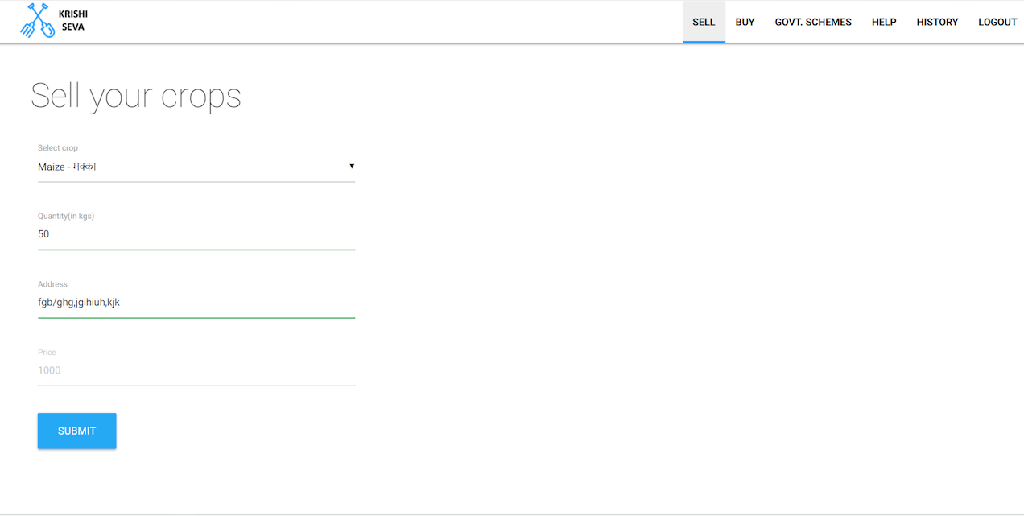 KRISHI
SEVA
SELL BUY GOVT. SCHEMES HELP HISTORY LOGOUT
Sell your crops
Select crop
Maize - मक्का
Quantity(in kgs)
50
Address
fgb/ghg,jg hiuh,kjk
Price
1000
SUBMIT